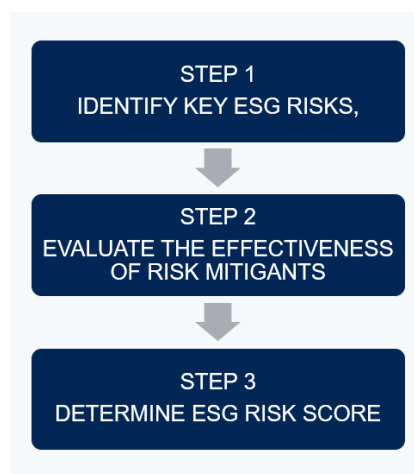 STEP 1
IDENTIFY KEY ESG RISKS,
STEP 2
EVALUATE THE EFFECTIVENESS
OF RISK MITIGANTS
STEP 3
DETERMINE ESG RISK SCORE